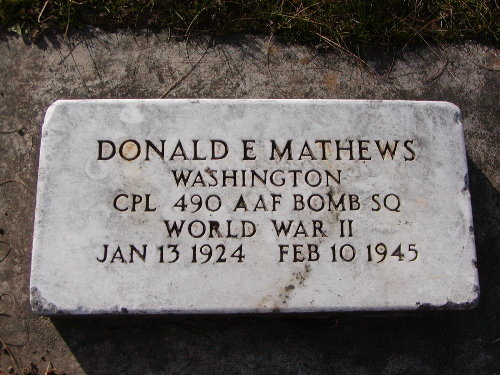 DONALD E MATHEWS
WASHINGTON
CPL 490 AAF BOMB SQ
WORLD WAR II
JAN 13 1924 FEB 10 1945